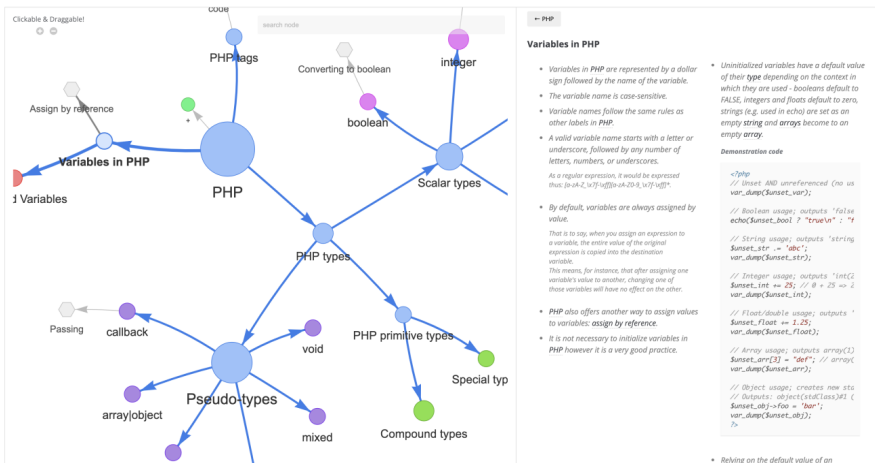 Clickable & Draggable!
code
search node
PHP tags
integer
Converting to boolean
Assign by reference
+
boolean
Variables in PHP
PHP
Scalar types
d Variables
PHP types
Passing
callback
void
PHP primitive types
Special typ
Pseudo-types
array|object
mixed
Compound types
← PHP
Variables in PHP
Variables in PHP are represented by a dollar
sign followed by the name of the variable.
The variable name is case-sensitive.
Variable names follow the same rules as
other labels in PHP.
A valid variable name starts with a letter or
underscore, followed by any number of
letters, numbers, or underscores.
As a regular expression, it would be expressed
thus: [a-zA-Z_\x7f-\xff][a-zA-Z0-9_\x7f-\xff]*.
By default, variables are always assigned by
value.
That is to say, when you assign an expression to
a variable, the entire value of the original
expression is copied into the destination
variable.
This means, for instance, that after assigning one
variable's value to another, changing one of
those variables will have no effect on the other.
PHP also offers another way to assign values
to variables: assign by reference.
It is not necessary to initialize variables in
PHP however it is a very good practice.
Uninitialized variables have a default value
of their type depending on the context in
which they are used - booleans default to
FALSE, integers and floats default to zero,
strings (e.g. used in echo) are set as an
empty string and arrays become to an
empty array.
Demonstration code
<?php
// Unset AND unreferenced (no us
var_dump($unset_var);
// Boolean usage; outputs 'false
echo($unset_bool ? "true\n" : "f
// String usage; outputs 'string
$unset_str .= 'abc';
var_dump($unset_str);
// Integer usage; outputs 'int(2
$unset_int += 25; // 0 + 25 =>
var_dump($unset_int);
// Float/double usage; outputs '
$unset_float += 1.25;
var_dump($unset_float);
// Array usage; outputs array(1)
$unset_arr[3] = "def"; // array(
var_dump($unset_arr);
// Object usage; creates new std
// Outputs: object(stdClass)#1 (
$unset_obj->foo = 'bar';
var_dump($unset_obj);
?>
Relying on the default value of an